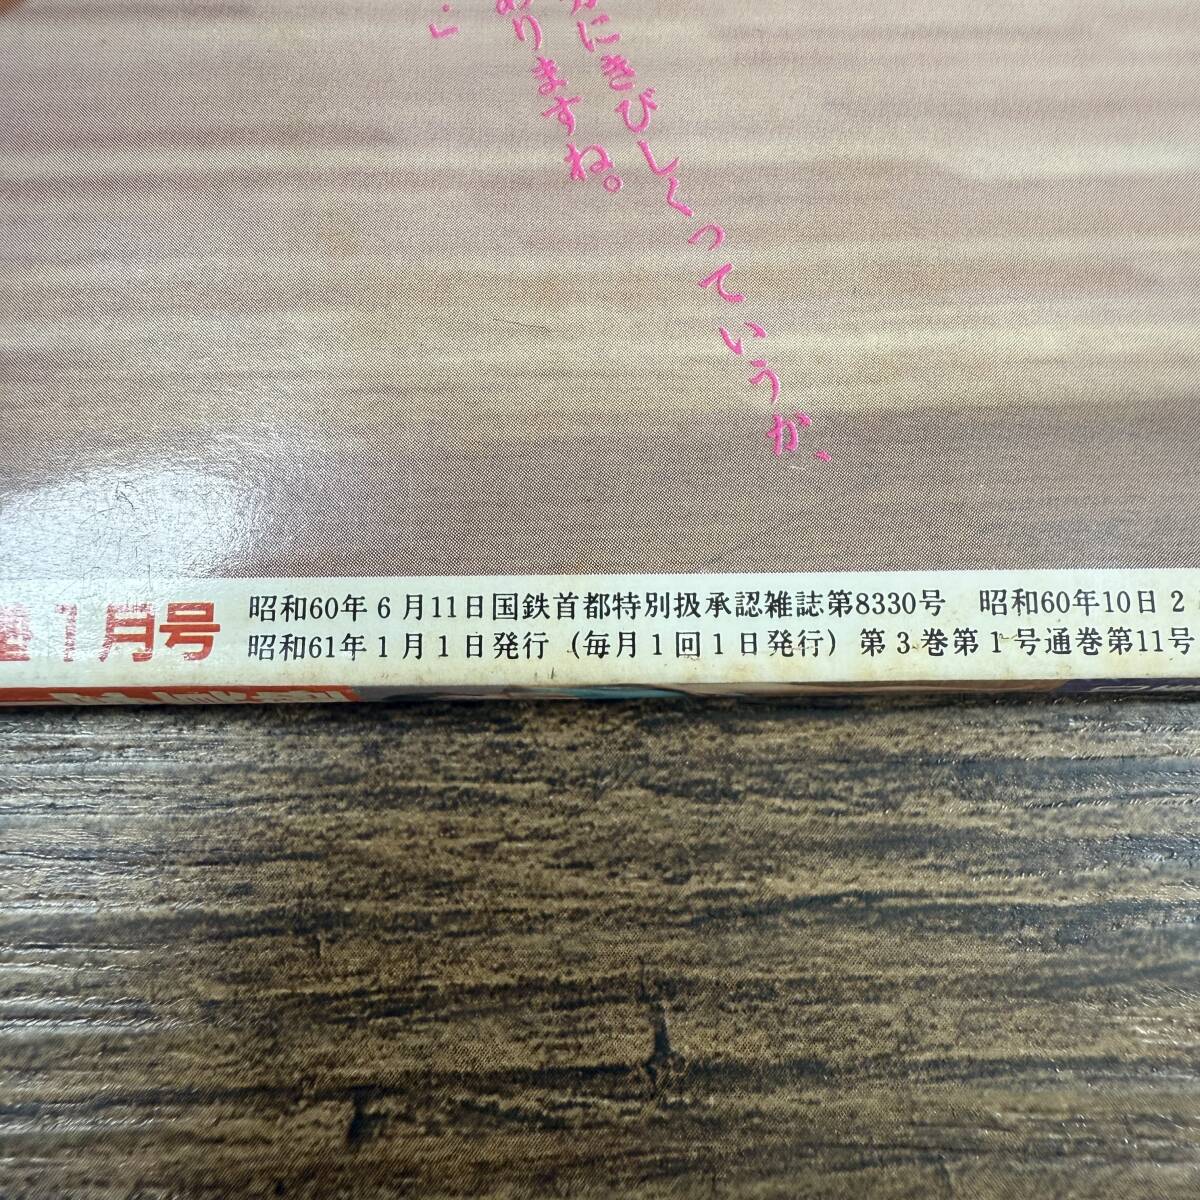 にきびしくっていうか、
りますね。
…」
1月号
昭和60年6月11日国鉄首都特別扱承認雑誌第8330号　昭和60年10月2
昭和61年1月1日発行（毎月1回1日発行）第3巻第1号通巻第11号